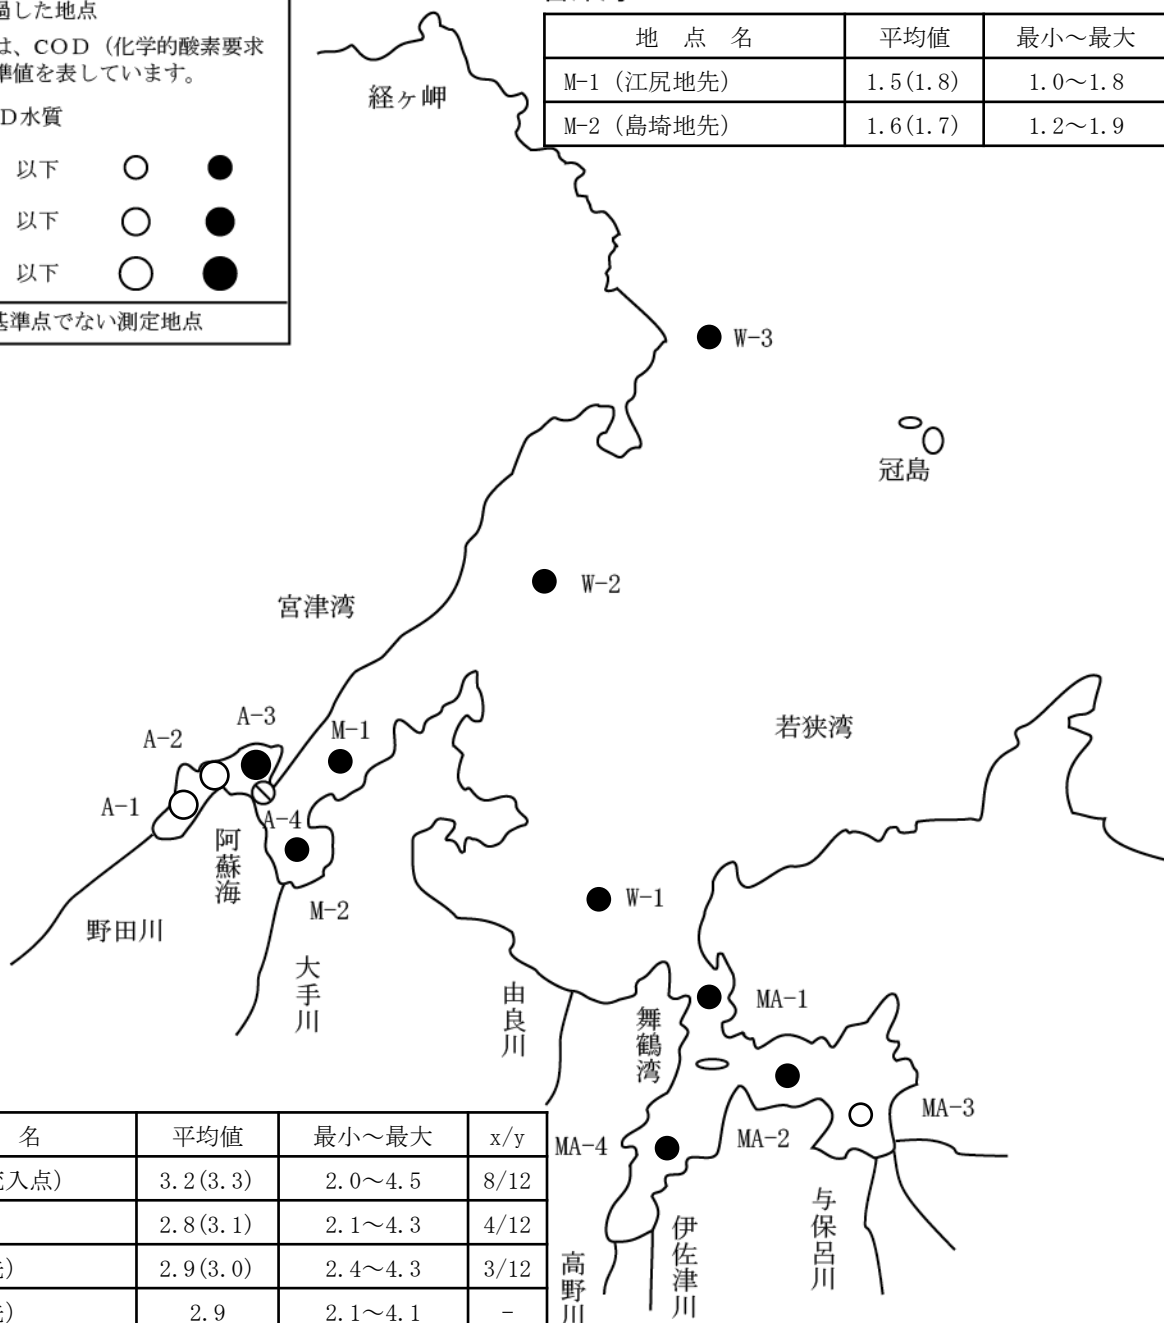 過した地点
は、ＣＯＤ（化学的酸素要求
準値を表しています。
Ｄ水質
以下
以下
以下
基準点でない測定地点
地　点　名 平均値 最小～最大
M-1（江尻地先） 1.5(1.8) 1.0～1.8
M-2（島埼地先） 1.6(1.7) 1.2～1.9
経ヶ岬
W-3
冠島
W-2
宮津湾
若狭湾
A-3
M-1
A-2
A-1
A-4
阿蘇海
W-1
M-2
野田川
大手川
由良川
舞鶴湾
MA-1
MA-3
MA-2
MA-4
与保呂川
伊佐津川
高野川
名 平均値 最小～最大 x/y
流入点） 3.2(3.3) 2.0～4.5 8/12
2.8(3.1) 2.1～4.3 4/12
先） 2.9(3.0) 2.4～4.3 3/12
先） 2.9 2.1～4.1 -